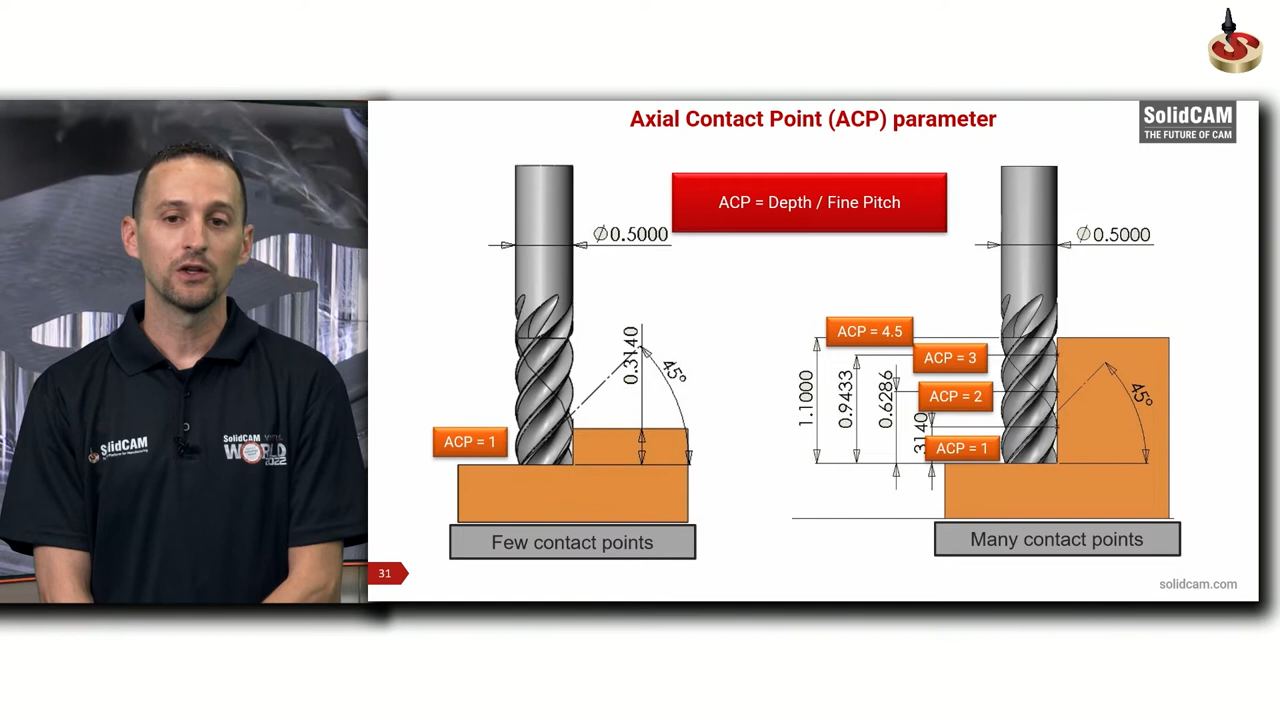 Axial Contact Point (ACP) parameter
SolidCAM
THE FUTURE OF CAM
ACP = Depth / Fine Pitch
Ø0.5000
Ø0.5000
0.3140
45°
ACP = 1
ACP = 4.5
ACP = 3
ACP = 2
ACP = 1
1.1000
0.9433
0.6286
3140
45°
Few contact points
Many contact points
31
solidcam.com
SolidCAM
SolidCAM
WORLD
2022